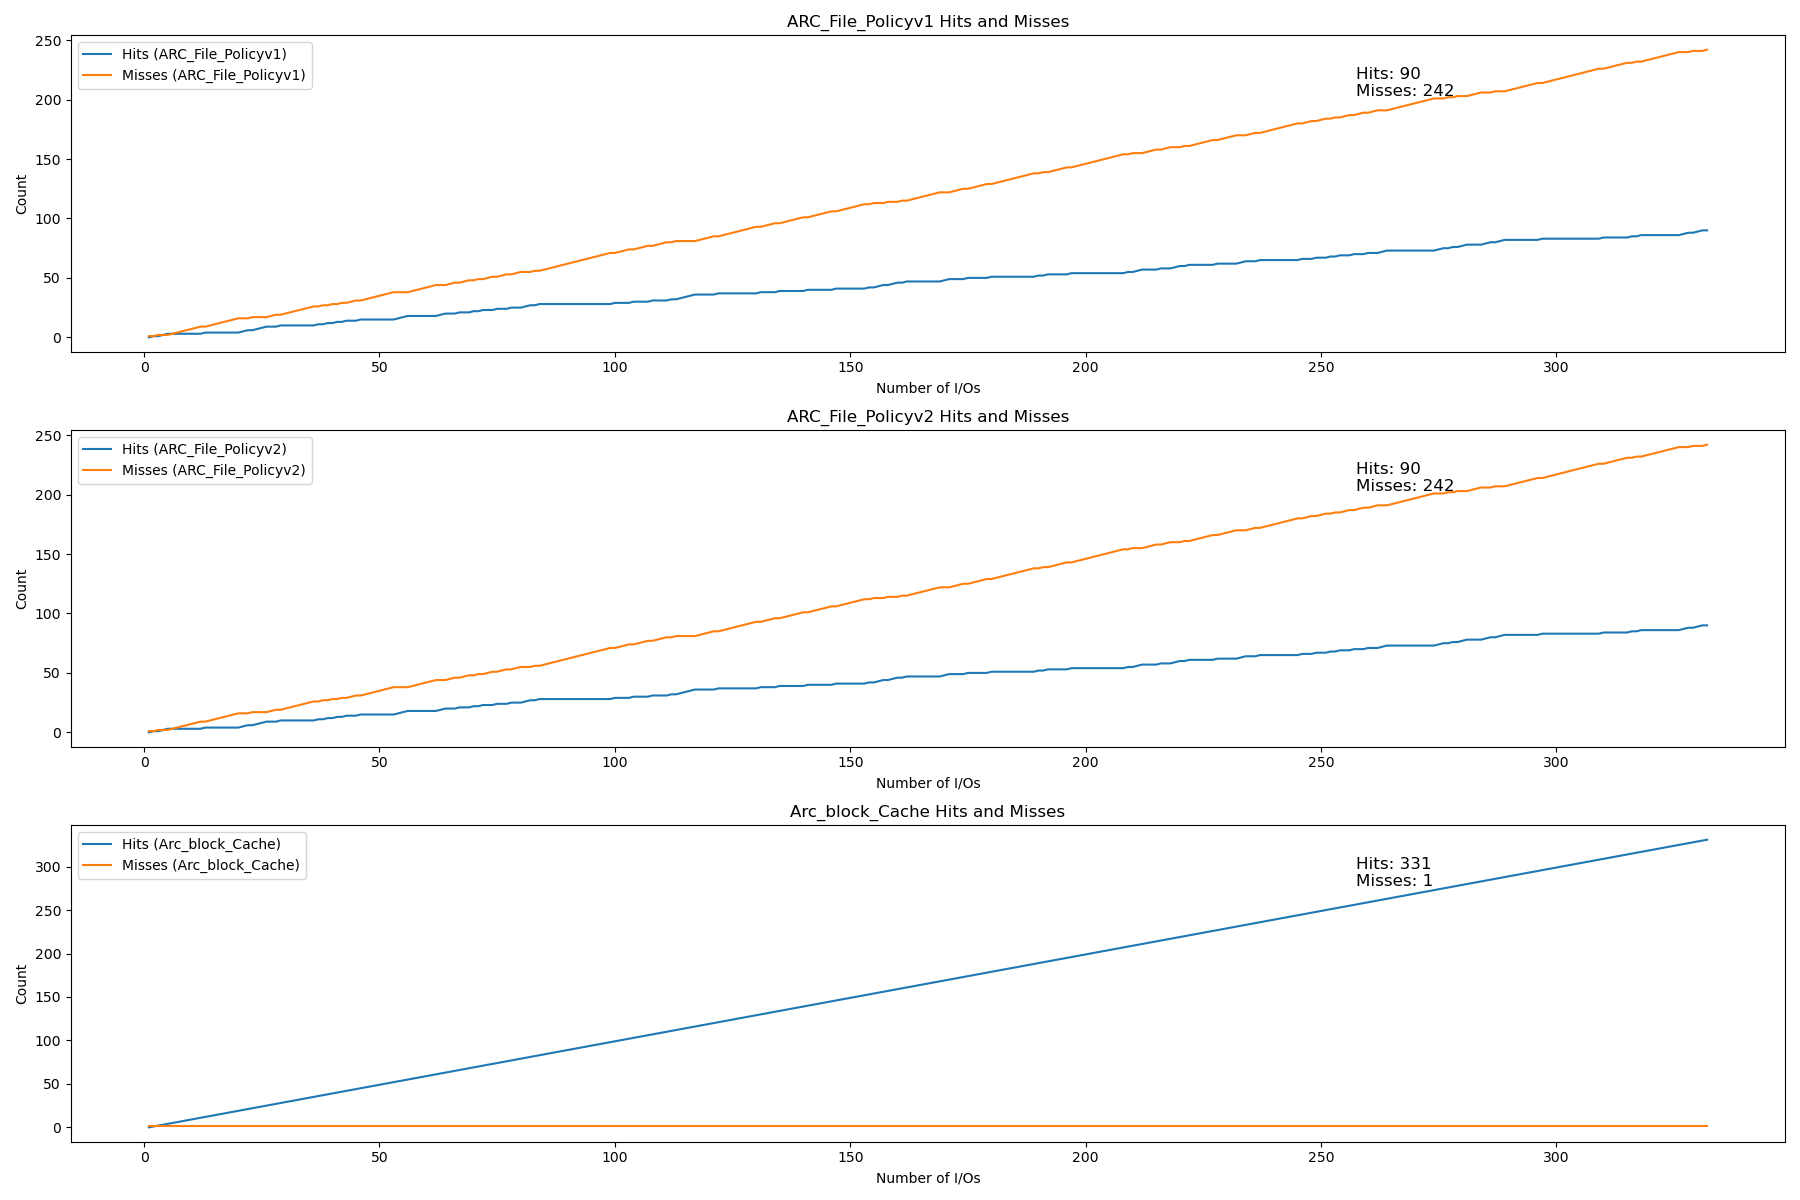 ARC_File_Policyv1 Hits and Misses
250
200
150
100
50
0
Count
Hits (ARC_File_Policyv1)
Misses (ARC_File_Policyv1)
Hits: 90
Misses: 242
0 50 100 150 200 250 300
Number of I/Os
ARC_File_Policyv2 Hits and Misses
250
200
150
100
50
0
Count
Hits (ARC_File_Policyv2)
Misses (ARC_File_Policyv2)
Hits: 90
Misses: 242
0 50 100 150 200 250 300
Number of I/Os
Arc_block_Cache Hits and Misses
300
250
200
150
100
50
0
Count
Hits (Arc_block_Cache)
Misses (Arc_block_Cache)
Hits: 331
Misses: 1
0 50 100 150 200 250 300
Number of I/Os